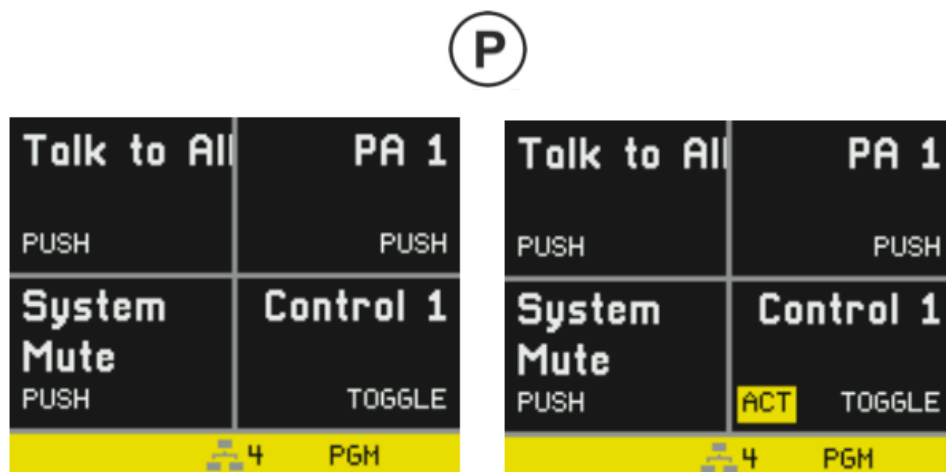 P
Talk to All PA 1
PUSH PUSH
System Control 1
Mute
PUSH TOGGLE
4 PGM
Talk to All PA 1
PUSH PUSH
System Control 1
Mute
PUSH ACT TOGGLE
4 PGM